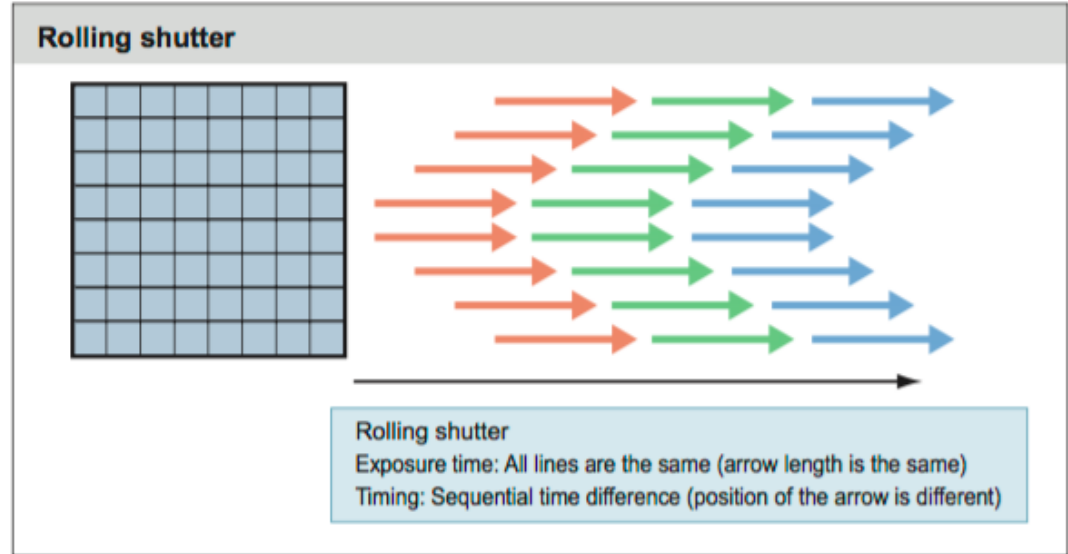 Rolling shutter
Rolling shutter
Exposure time: All lines are the same (arrow length is the same)
Timing: Sequential time difference (position of the arrow is different)